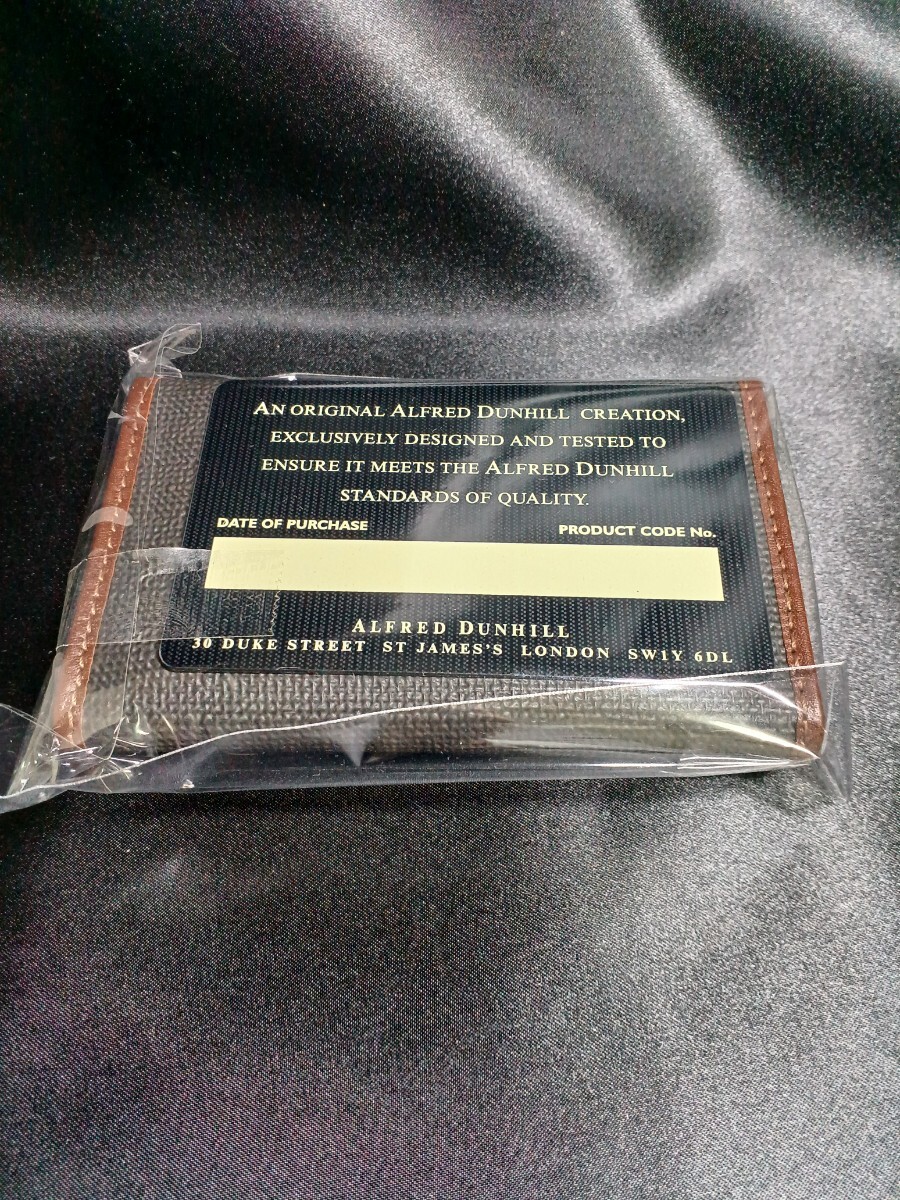 AN ORIGINAL ALFRED DUNHILL CREATION,
EXCLUSIVELY DESIGNED AND TESTED TO
ENSURE IT MEETS THE ALFRED DUNHILL
STANDARDS OF QUALITY.
DATE OF PURCHASE PRODUCT CODE No.
ALFRED DUNHILL
30 DUKE STREET ST JAMES'S LONDON SW1Y 6DL